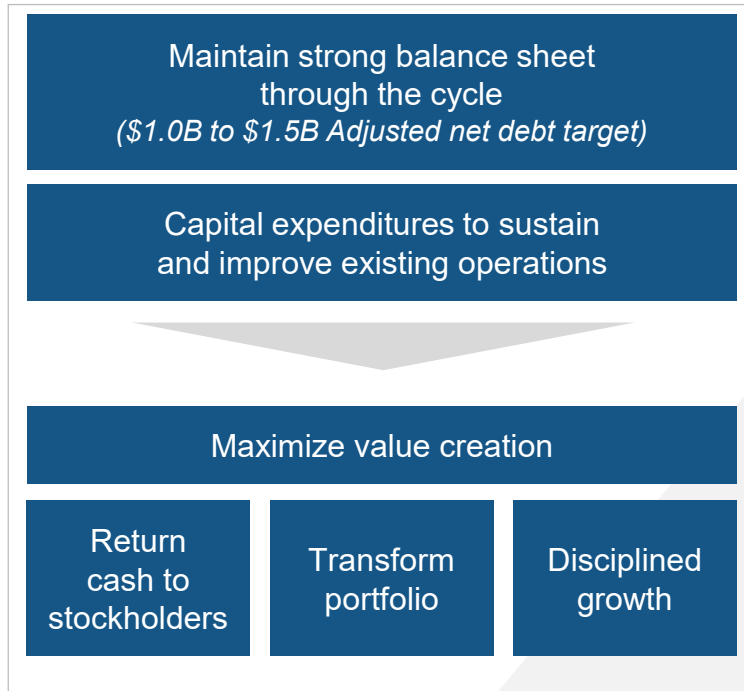 Maintain strong balance sheet
through the cycle
($1.0B to $1.5B Adjusted net debt target)
Capital expenditures to sustain
and improve existing operations
Maximize value creation
Return
cash to
stockholders
Transform
portfolio
Disciplined
growth